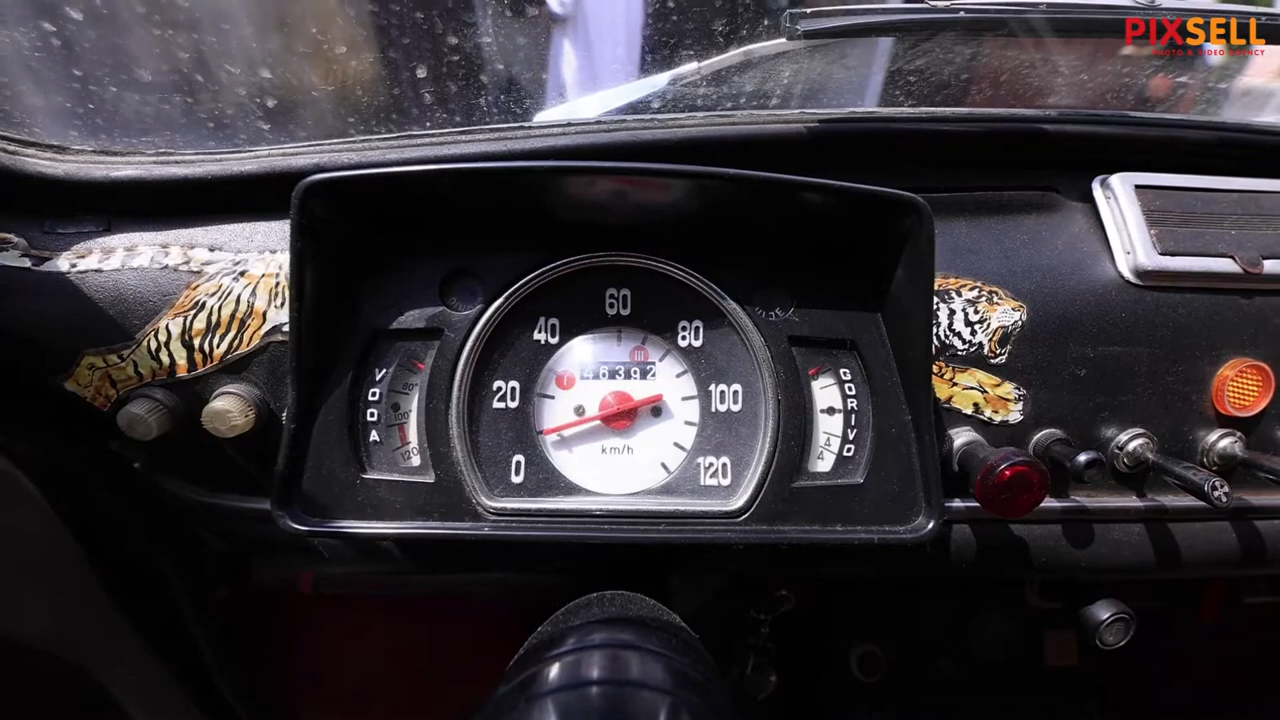 PIXSELL
PHOTO & VIDEO AGENCY
60
40
80
III
I
46392
20
100
km/h
0
120
VODA
80°
100°
120
GORIVO
4
4